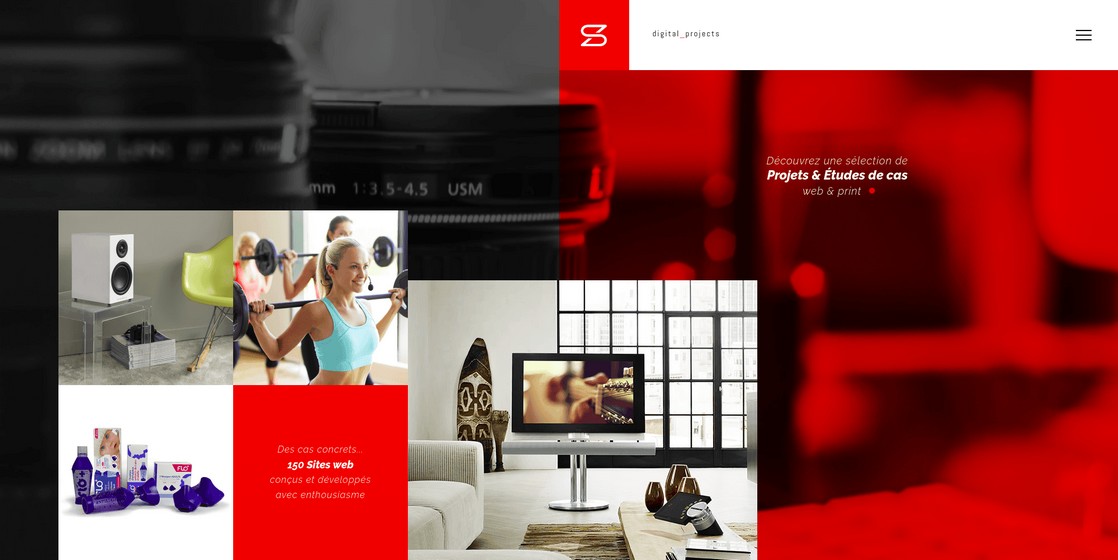 digital_projects
Découvrez une sélection de
Projets & Études de cas
web & print
mm 1:3.5-4.5 USM
Des cas concrets...
150 Sites web
conçus et développés
avec enthousiasme
FLO